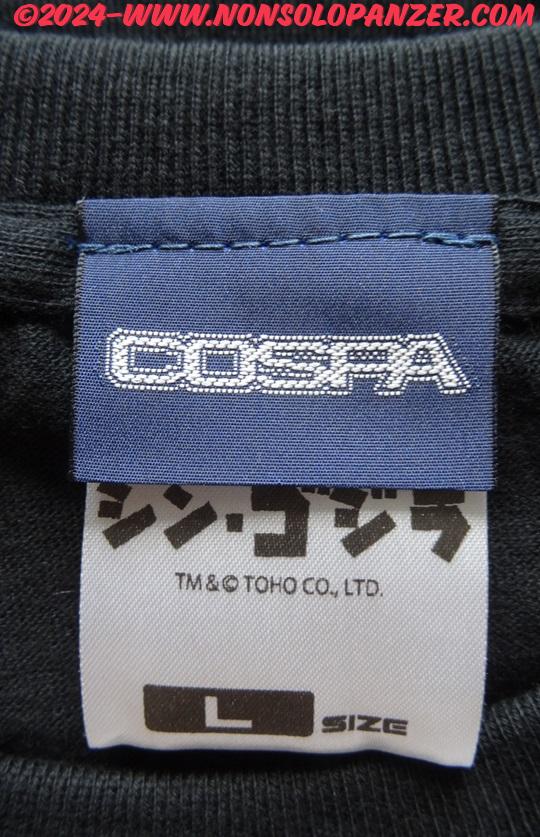 ©2024-WWW.NONSOLOPANZER.COM
COSPA
シン・ゴジラ
TM & © TOHO CO., LTD.
L SIZE